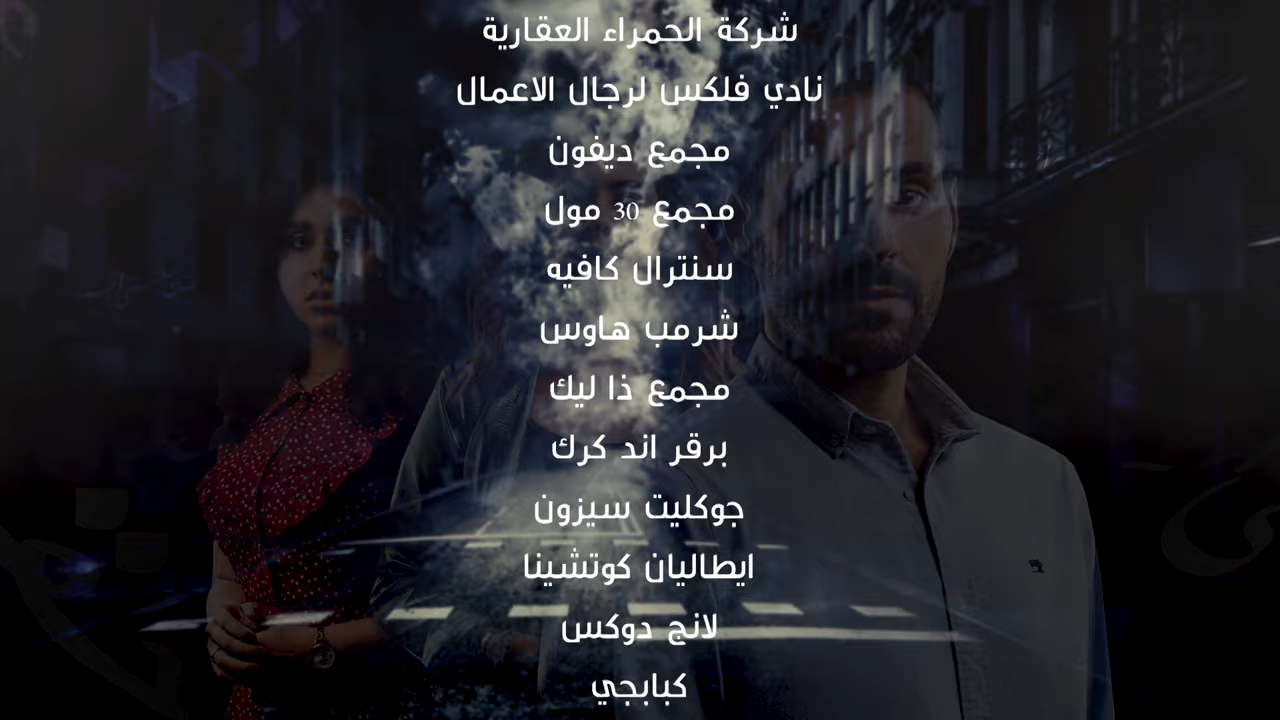 شركة الحمراء العقارية
نادي فلكس لرجال الاعمال
مجمع ديفون
مجمع 30 مول
سنترال كافيه
شرمب هاوس
مجمع ذا ليك
برقر اند كرك
جوكليت سيزون
ايطاليان كوتشينا
لانج دوكس
كبابجي